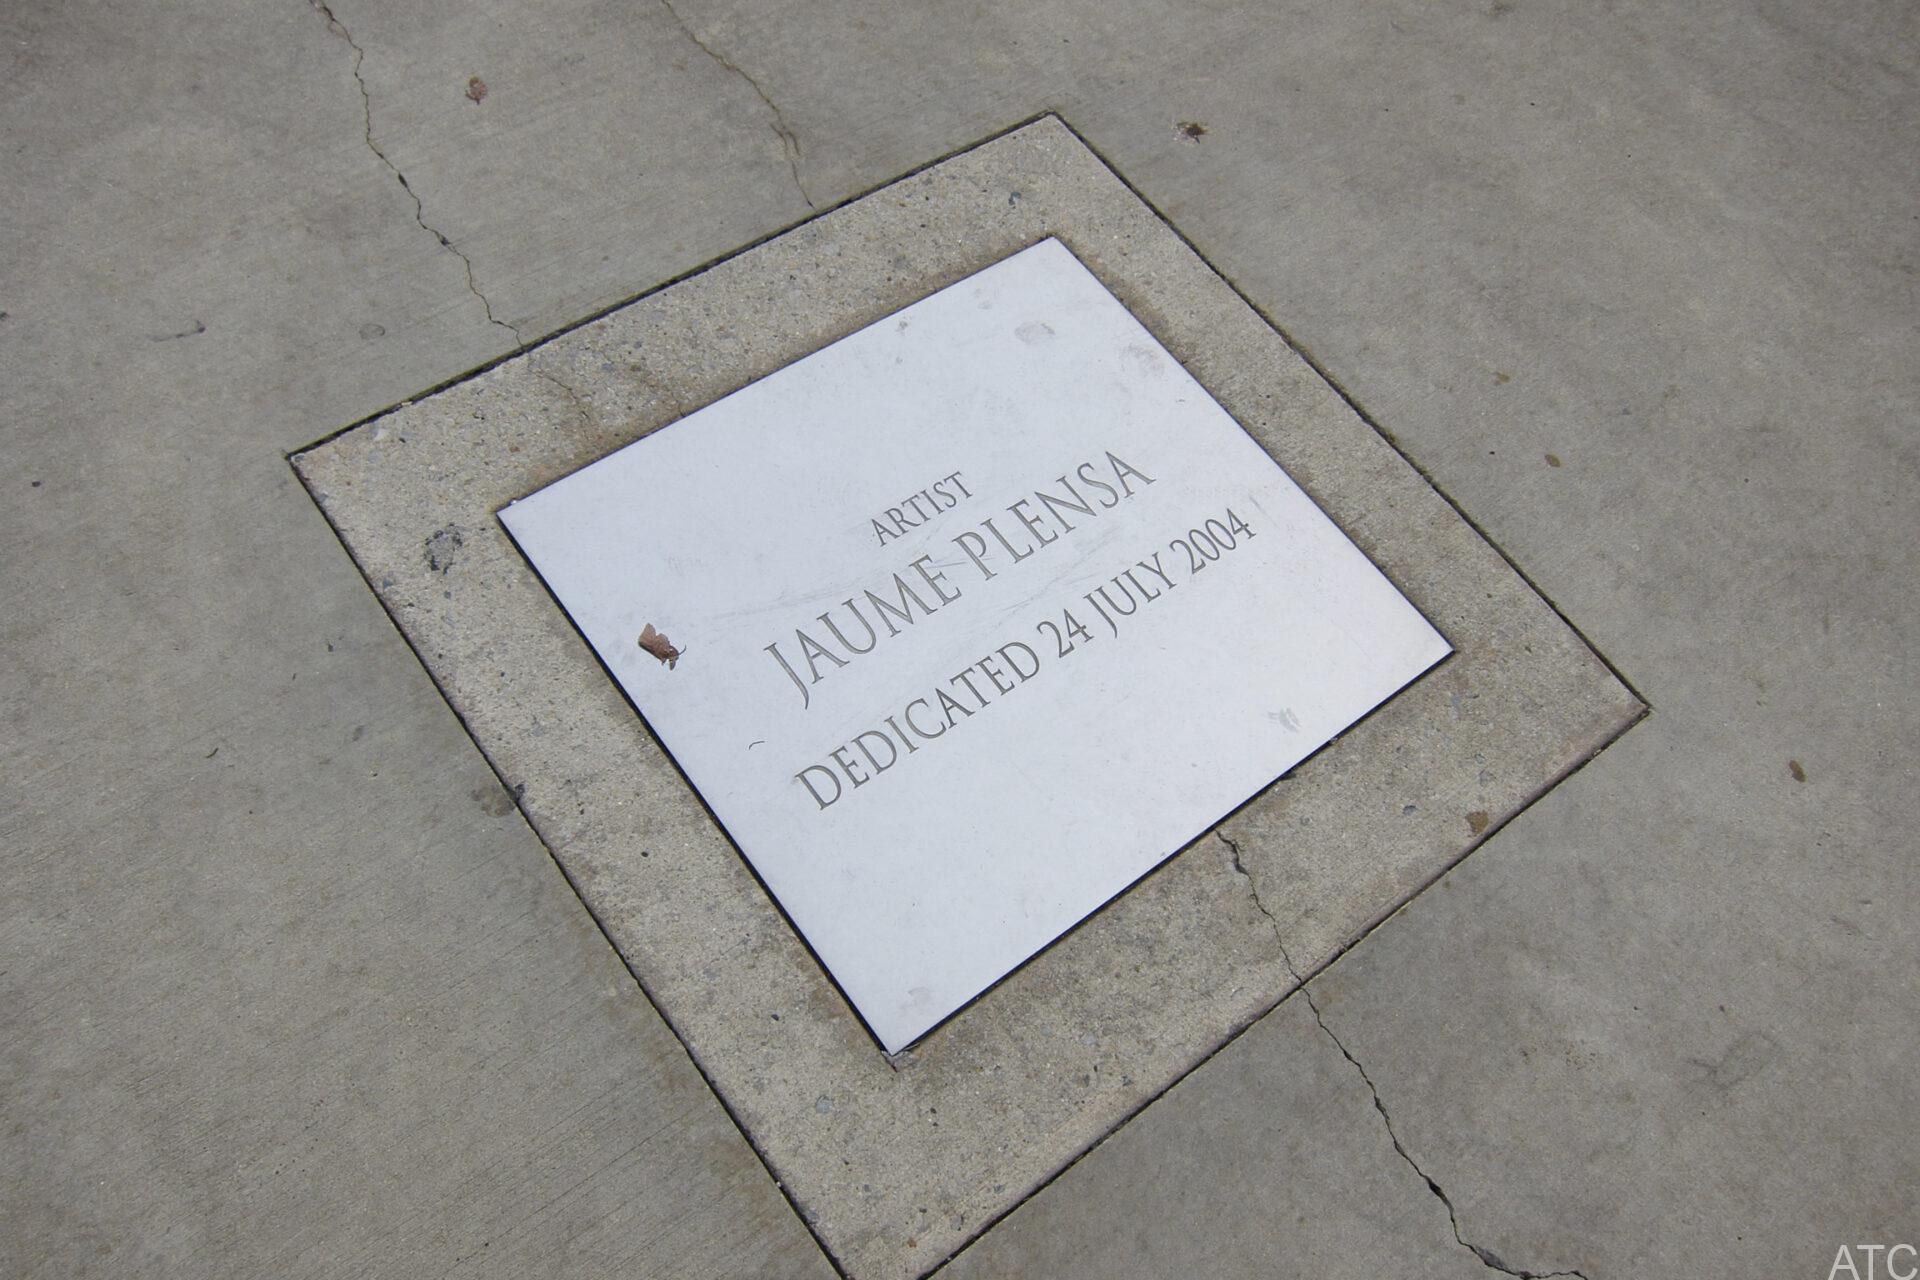 ARTIST
JAUME PLENSA
DEDICATED 24 JULY 2004
ATC